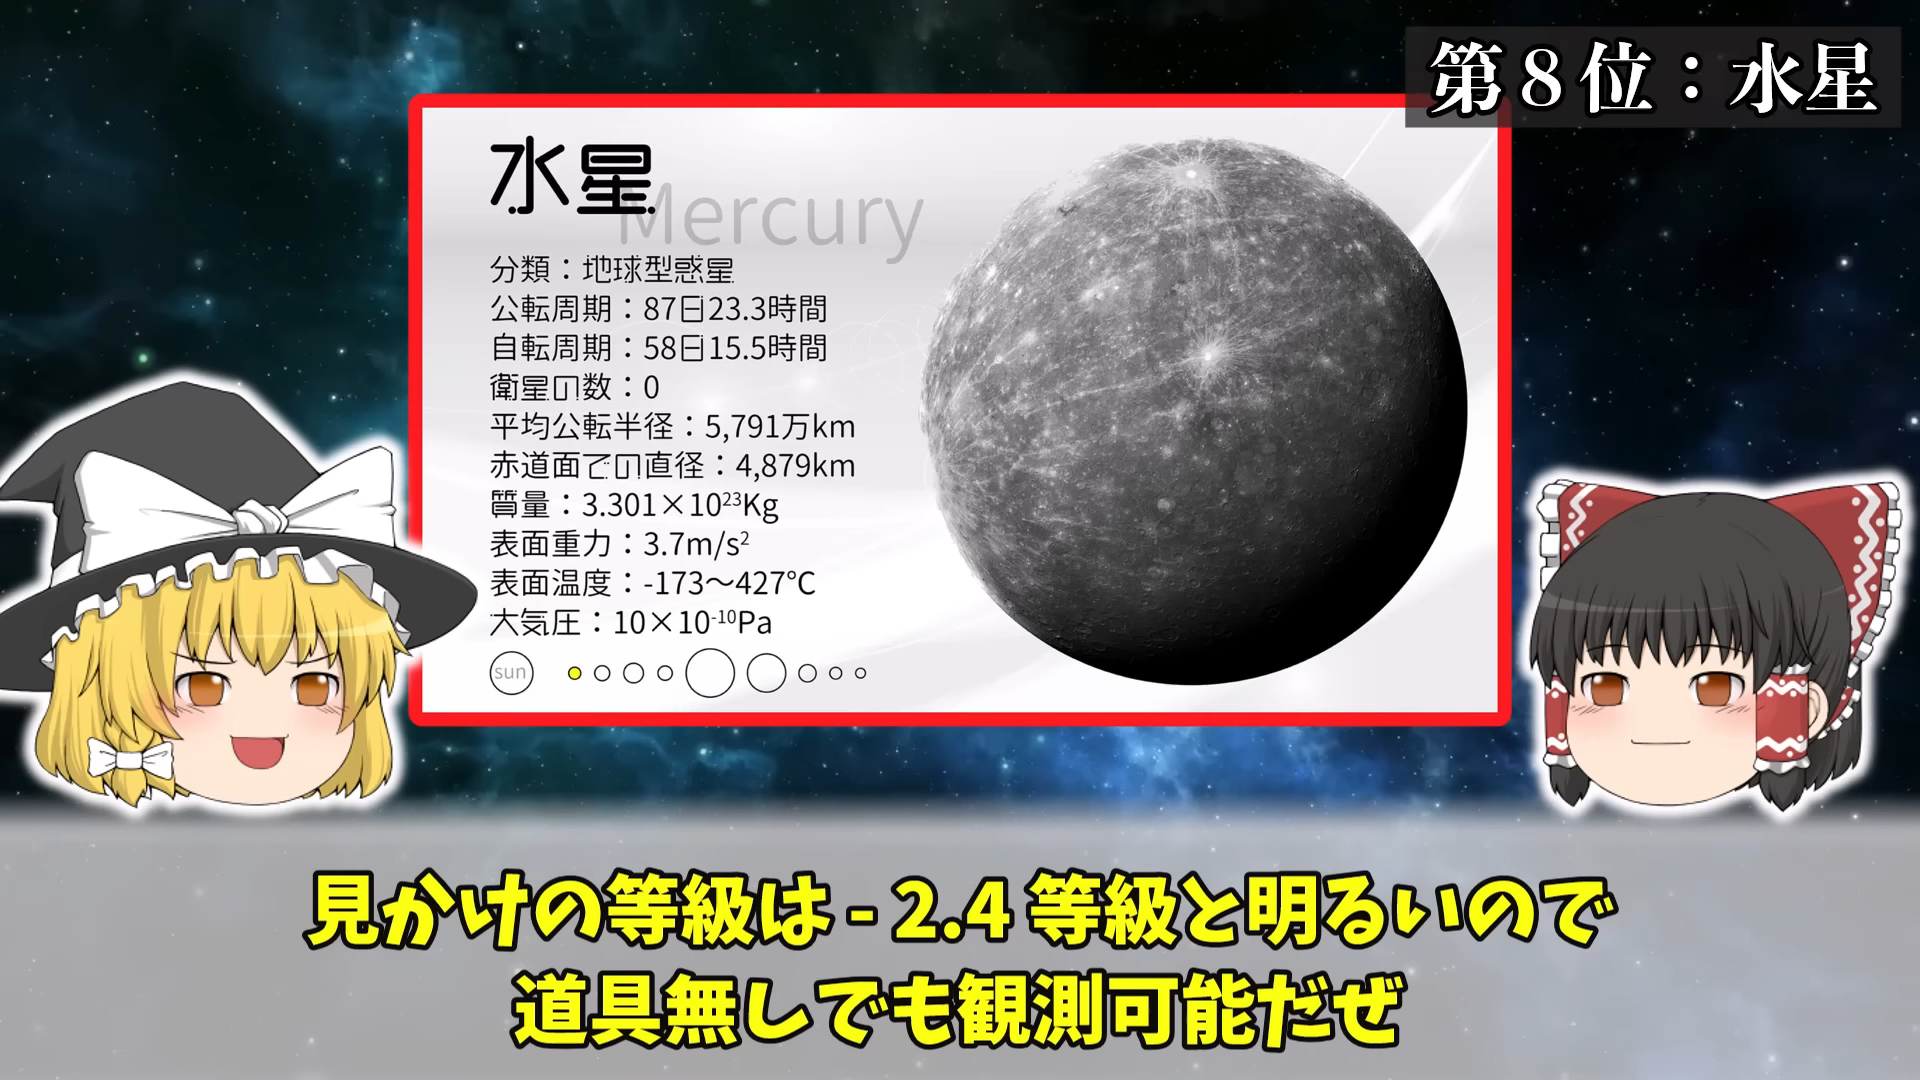 第８位：水星
水星
Mercury
分類：地球型惑星
公転周期：87日23.3時間
自転周期：58日15.5時間
衛星の数：0
平均公転半径：5,791万km
赤道面での直径：4,879km
質量：3.301×10²³Kg
表面重力：3.7m/s²
表面温度：-173～427℃
大気圧：10×10⁻¹⁰Pa
sun
見かけの等級は-2.4等級と明るいので
道具無しでも観測可能だぜ